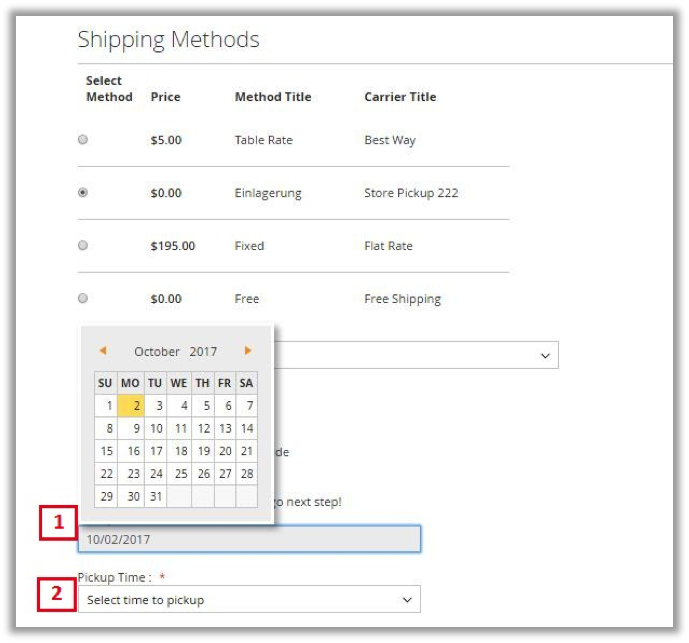 Shipping Methods
Select
Method Price Method Title Carrier Title
$5.00 Table Rate Best Way
$0.00 Einlagerung Store Pickup 222
$195.00 Fixed Flat Rate
$0.00 Free Free Shipping
October 2017
SU MO TU WE TH FR SA
1 2 3 4 5 6 7
8 9 10 11 12 13 14
15 16 17 18 19 20 21
22 23 24 25 26 27 28
29 30 31
next step!
1
10/02/2017
Pickup Time : *
2
Select time to pickup